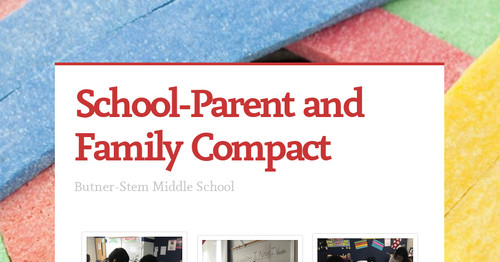 School-Parent and
Family Compact
Butner-Stem Middle School